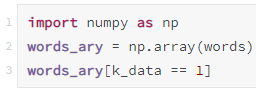 1 import numpy as np
2 words_ary = np.array(words)
3 words_ary[k_data == 1]